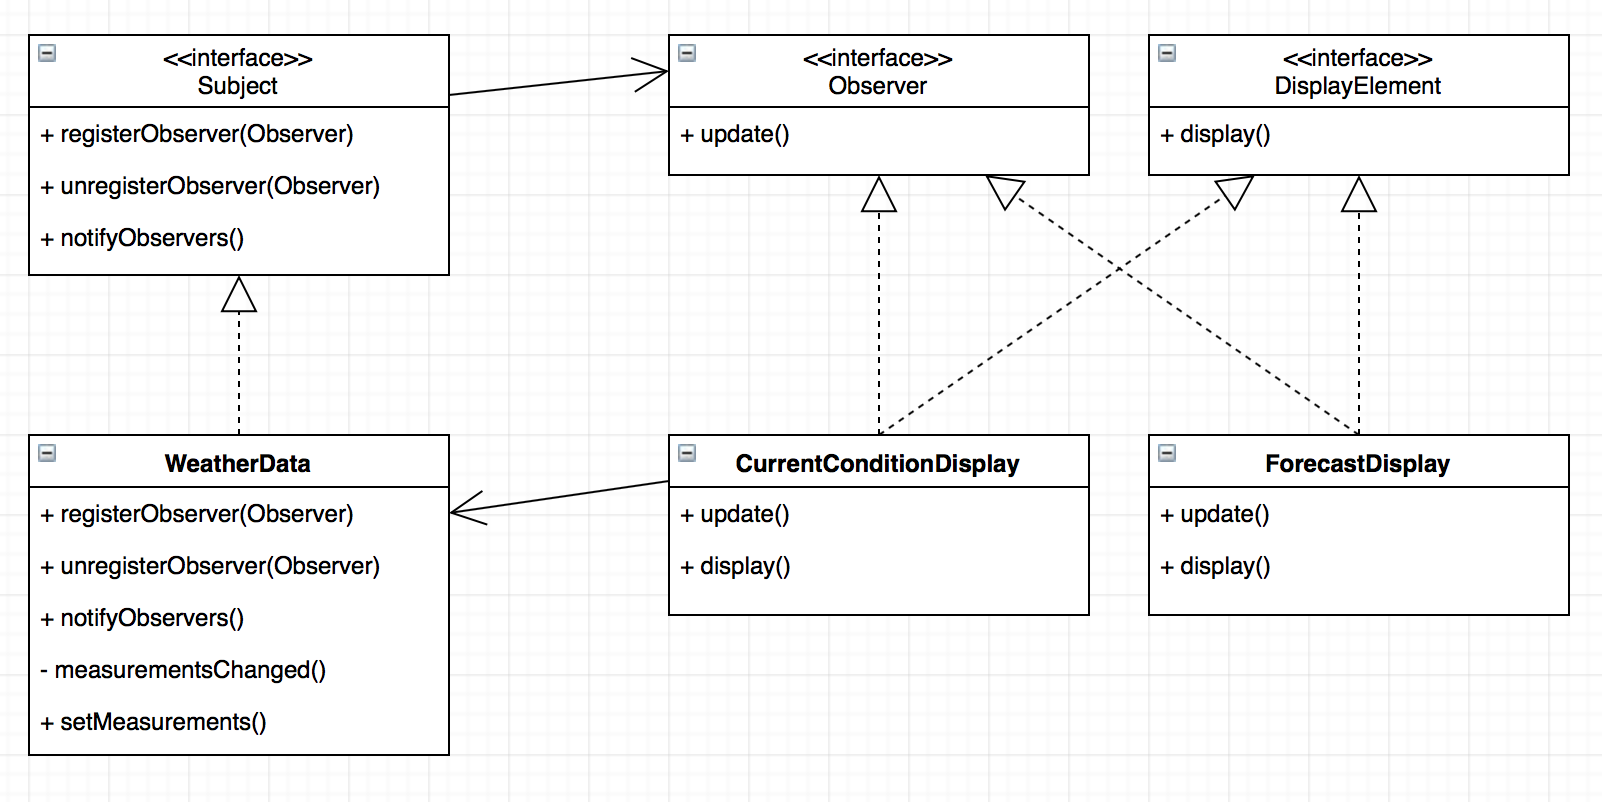 <<interface>>
Subject
+ registerObserver(Observer)
+ unregisterObserver(Observer)
+ notifyObservers()
<<interface>>
Observer
+ update()
<<interface>>
DisplayElement
+ display()
WeatherData
+ registerObserver(Observer)
+ unregisterObserver(Observer)
+ notifyObservers()
- measurementsChanged()
+ setMeasurements()
CurrentConditionDisplay
+ update()
+ display()
ForecastDisplay
+ update()
+ display()